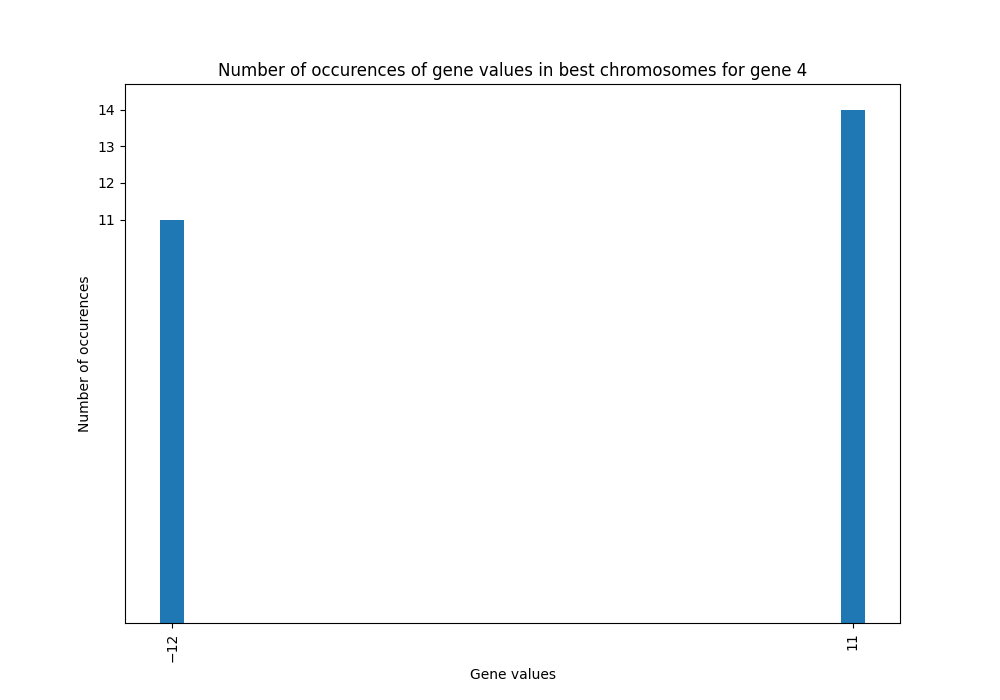 Number of occurences of gene values in best chromosomes for gene 4
14
13
12
11
Number of occurences
−12
11
Gene values